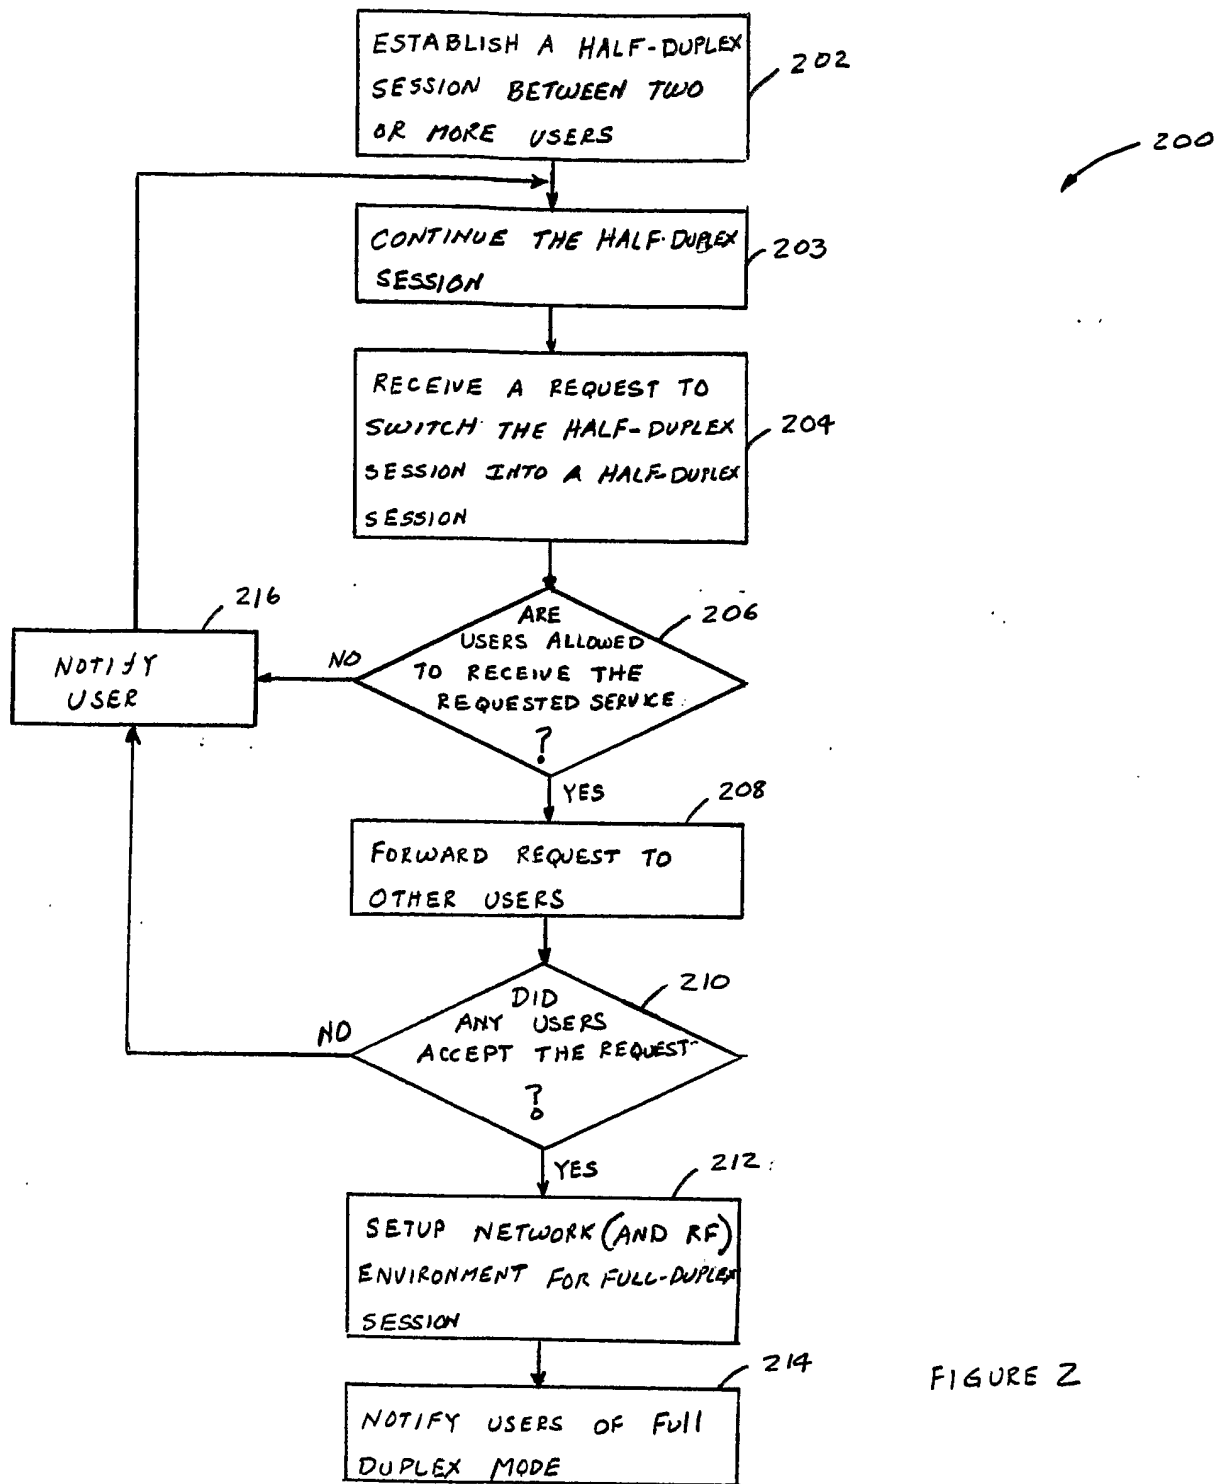 ESTABLISH A HALF-DUPLEX
SESSION BETWEEN TWO
OR MORE USERS
202
200
CONTINUE THE HALF-DUPLEX
SESSION
203
RECEIVE A REQUEST TO
SWITCH THE HALF-DUPLEX
SESSION INTO A HALF-DUPLEX
SESSION
204
216
NOTIFY
USER
NO
ARE
USERS ALLOWED
TO RECEIVE THE
REQUESTED SERVICE
?
206
YES
208
FORWARD REQUEST TO
OTHER USERS
NO
DID
ANY USERS
ACCEPT THE REQUEST
?
210
YES
212
SETUP NETWORK (AND RF)
ENVIRONMENT FOR FULL-DUPLEX
SESSION
214
NOTIFY USERS OF FULL
DUPLEX MODE
FIGURE 2